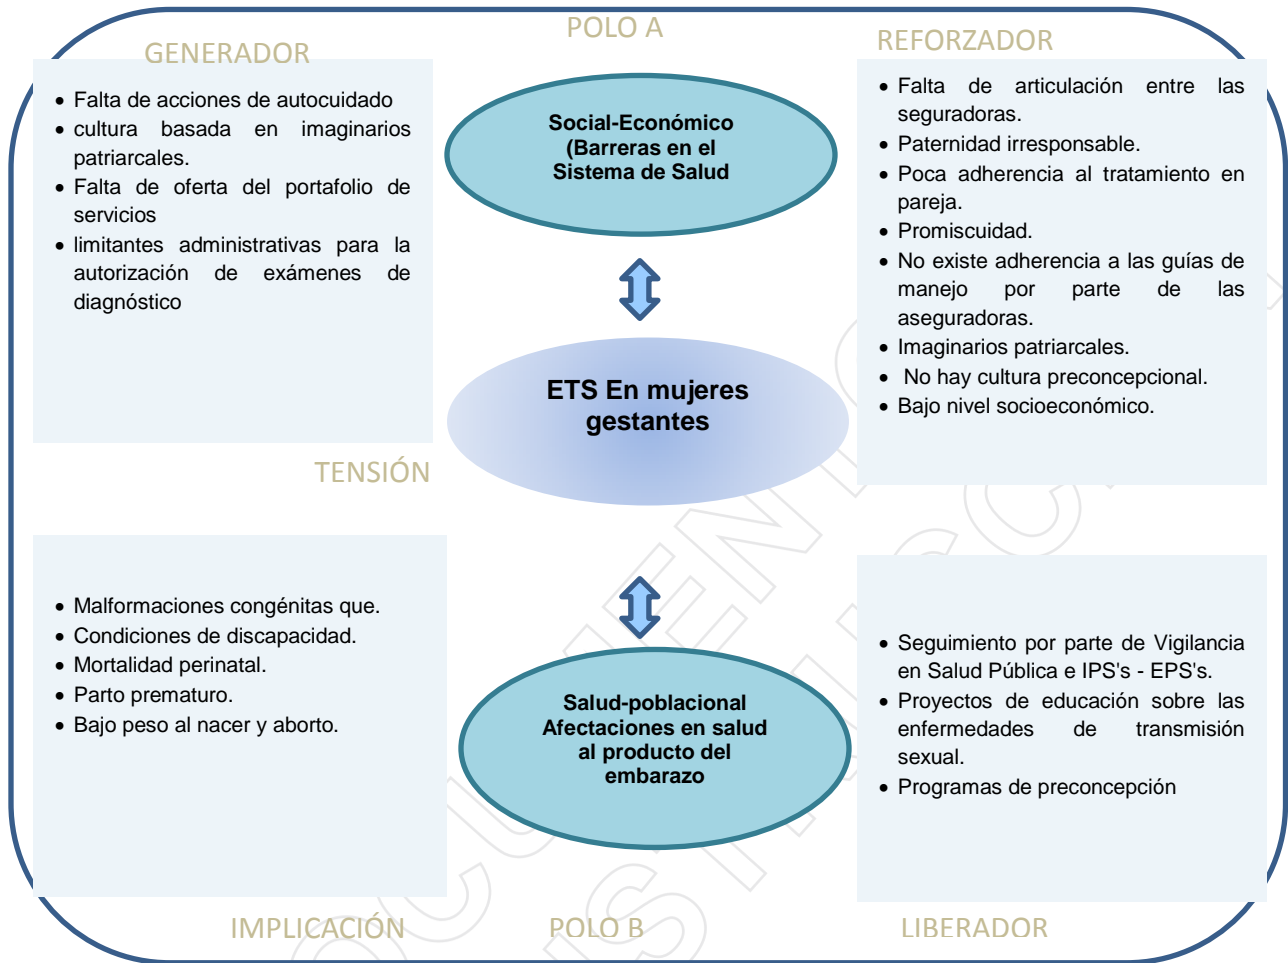 POLO A
GENERADOR
REFORZADOR
• Falta de acciones de autocuidado
• cultura basada en imaginarios
patriarcales.
• Falta de oferta del portafolio de
servicios
• limitantes administrativas para la
autorización de exámenes de
diagnóstico
Social-Económico
(Barreras en el
Sistema de Salud
• Falta de articulación entre las
seguradoras.
• Paternidad irresponsable.
• Poca adherencia al tratamiento en
pareja.
• Promiscuidad.
• No existe adherencia a las guías de
manejo por parte de las
aseguradoras.
• Imaginarios patriarcales.
• No hay cultura preconcepcional.
• Bajo nivel socioeconómico.
ETS En mujeres
gestantes
TENSIÓN
• Malformaciones congénitas que.
• Condiciones de discapacidad.
• Mortalidad perinatal.
• Parto prematuro.
• Bajo peso al nacer y aborto.
Salud-poblacional
Afectaciones en salud
al producto del
embarazo
• Seguimiento por parte de Vigilancia
en Salud Pública e IPS's - EPS's.
• Proyectos de educación sobre las
enfermedades de transmisión
sexual.
• Programas de preconcepción
IMPLICACIÓN
POLO B
LIBERADOR